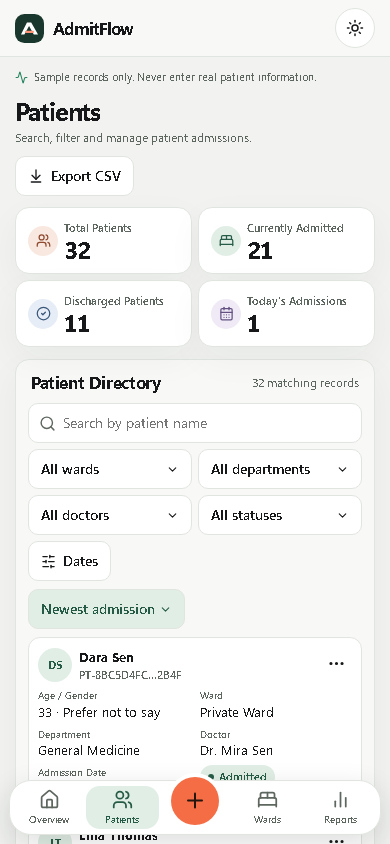 AdmitFlow
Sample records only. Never enter real patient information.
Patients
Search, filter and manage patient admissions.
Export CSV
Total Patients
32
Currently Admitted
21
Discharged Patients
11
Today's Admissions
1
Patient Directory
32 matching records
Search by patient name
All wards
All departments
All doctors
All statuses
Dates
Newest admission
DS
Dara Sen
PT-8BC5D4FC...2B4F
Age / Gender
33 · Prefer not to say
Ward
Private Ward
Department
General Medicine
Doctor
Dr. Mira Sen
Admission Date
Admitted
Thomas
Overview
Patients
Wards
Reports